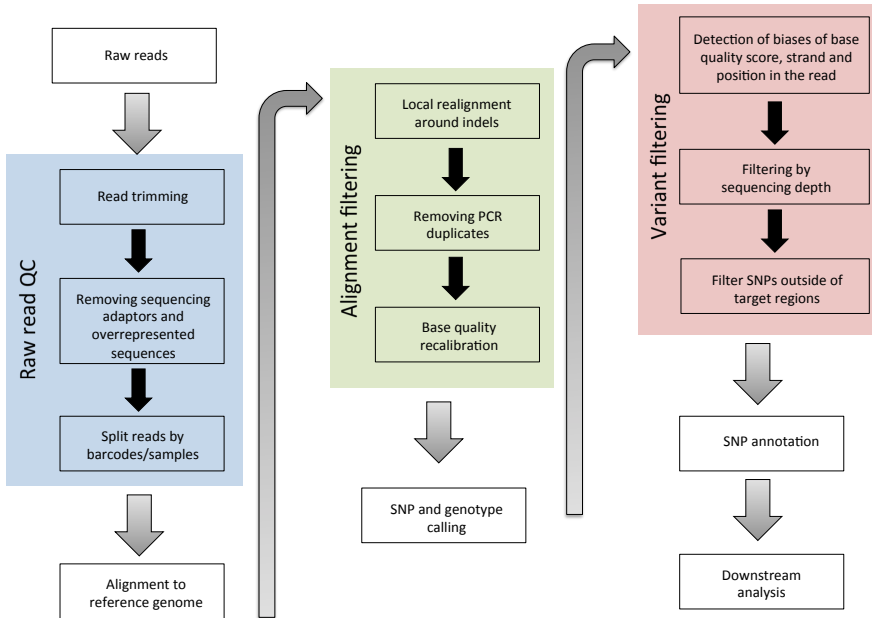 Raw reads
Raw read QC
Read trimming
Removing sequencing
adaptors and
overrepresented
sequences
Split reads by
barcodes/samples
Alignment to
reference genome
Alignment filtering
Local realignment
around indels
Removing PCR
duplicates
Base quality
recalibration
SNP and genotype
calling
Variant filtering
Detection of biases of base
quality score, strand and
position in the read
Filtering by
sequencing depth
Filter SNPs outside of
target regions
SNP annotation
Downstream
analysis